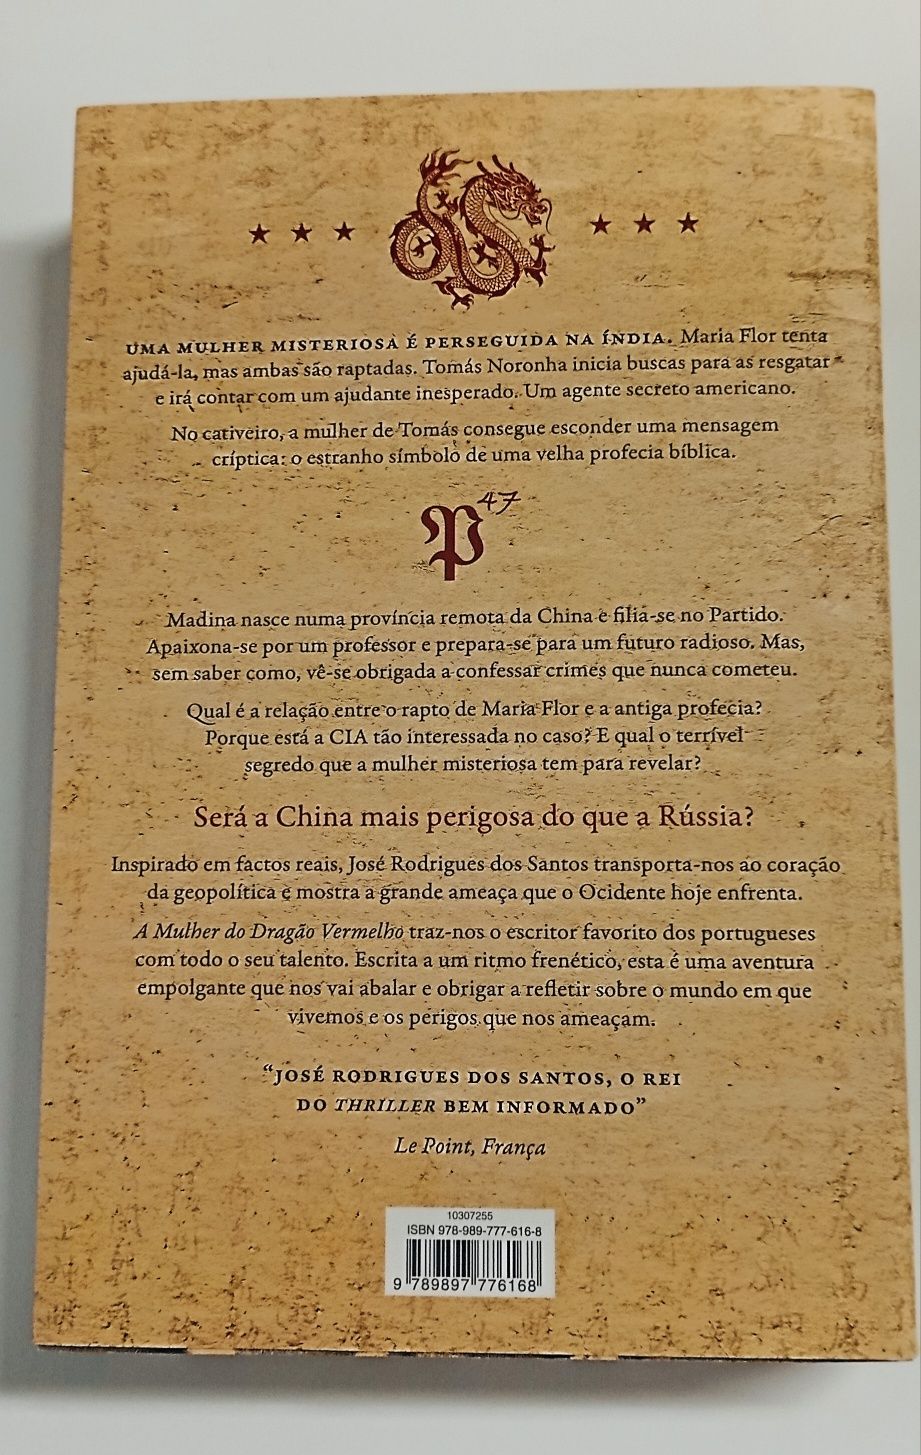 UMA MULHER MISTERIOSA É PERSEGUIDA NA ÍNDIA. Maria Flor tenta
ajudá-la, mas ambas são raptadas. Tomás Noronha inicia buscas para as resgatar
e irá contar com um ajudante inesperado. Um agente secreto americano.
No cativeiro, a mulher de Tomás consegue esconder uma mensagem
críptica: o estranho símbolo de uma velha profecia bíblica.
P47
Madina nasce numa província remota da China e filia-se no Partido.
Apaixona-se por um professor e prepara-se para um futuro radioso. Mas,
sem saber como, vê-se obrigada a confessar crimes que nunca cometeu.
Qual é a relação entre o rapto de Maria Flor e a antiga profecia?
Porque está a CIA tão interessada no caso? E qual o terrível
segredo que a mulher misteriosa tem para revelar?
Será a China mais perigosa do que a Rússia?
Inspirado em factos reais, José Rodrigues dos Santos transporta-nos ao coração
da geopolítica e mostra a grande ameaça que o Ocidente hoje enfrenta.
A Mulher do Dragão Vermelho traz-nos o escritor favorito dos portugueses
com todo o seu talento. Escrita a um ritmo frenético, esta é uma aventura
empolgante que nos vai abalar e obrigar a refletir sobre o mundo em que
vivemos e os perigos que nos ameaçam.
“JOSÉ RODRIGUES DOS SANTOS, O REI
DO THRILLER BEM INFORMADO”
Le Point, França
10307255
ISBN 978-989-777-616-8
9 789897 776168